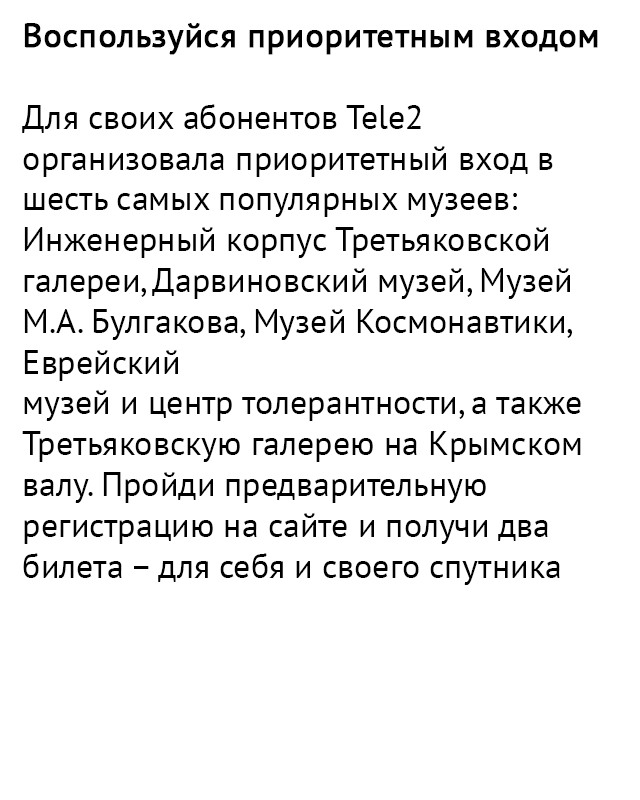 Воспользуйся приоритетным входом
Для своих абонентов Tele2
организовала приоритетный вход в
шесть самых популярных музеев:
Инженерный корпус Третьяковской
галереи, Дарвиновский музей, Музей
М.А. Булгакова, Музей Космонавтики,
Еврейский
музей и центр толерантности, а также
Третьяковскую галерею на Крымском
валу. Пройди предварительную
регистрацию на сайте и получи два
билета – для себя и своего спутника